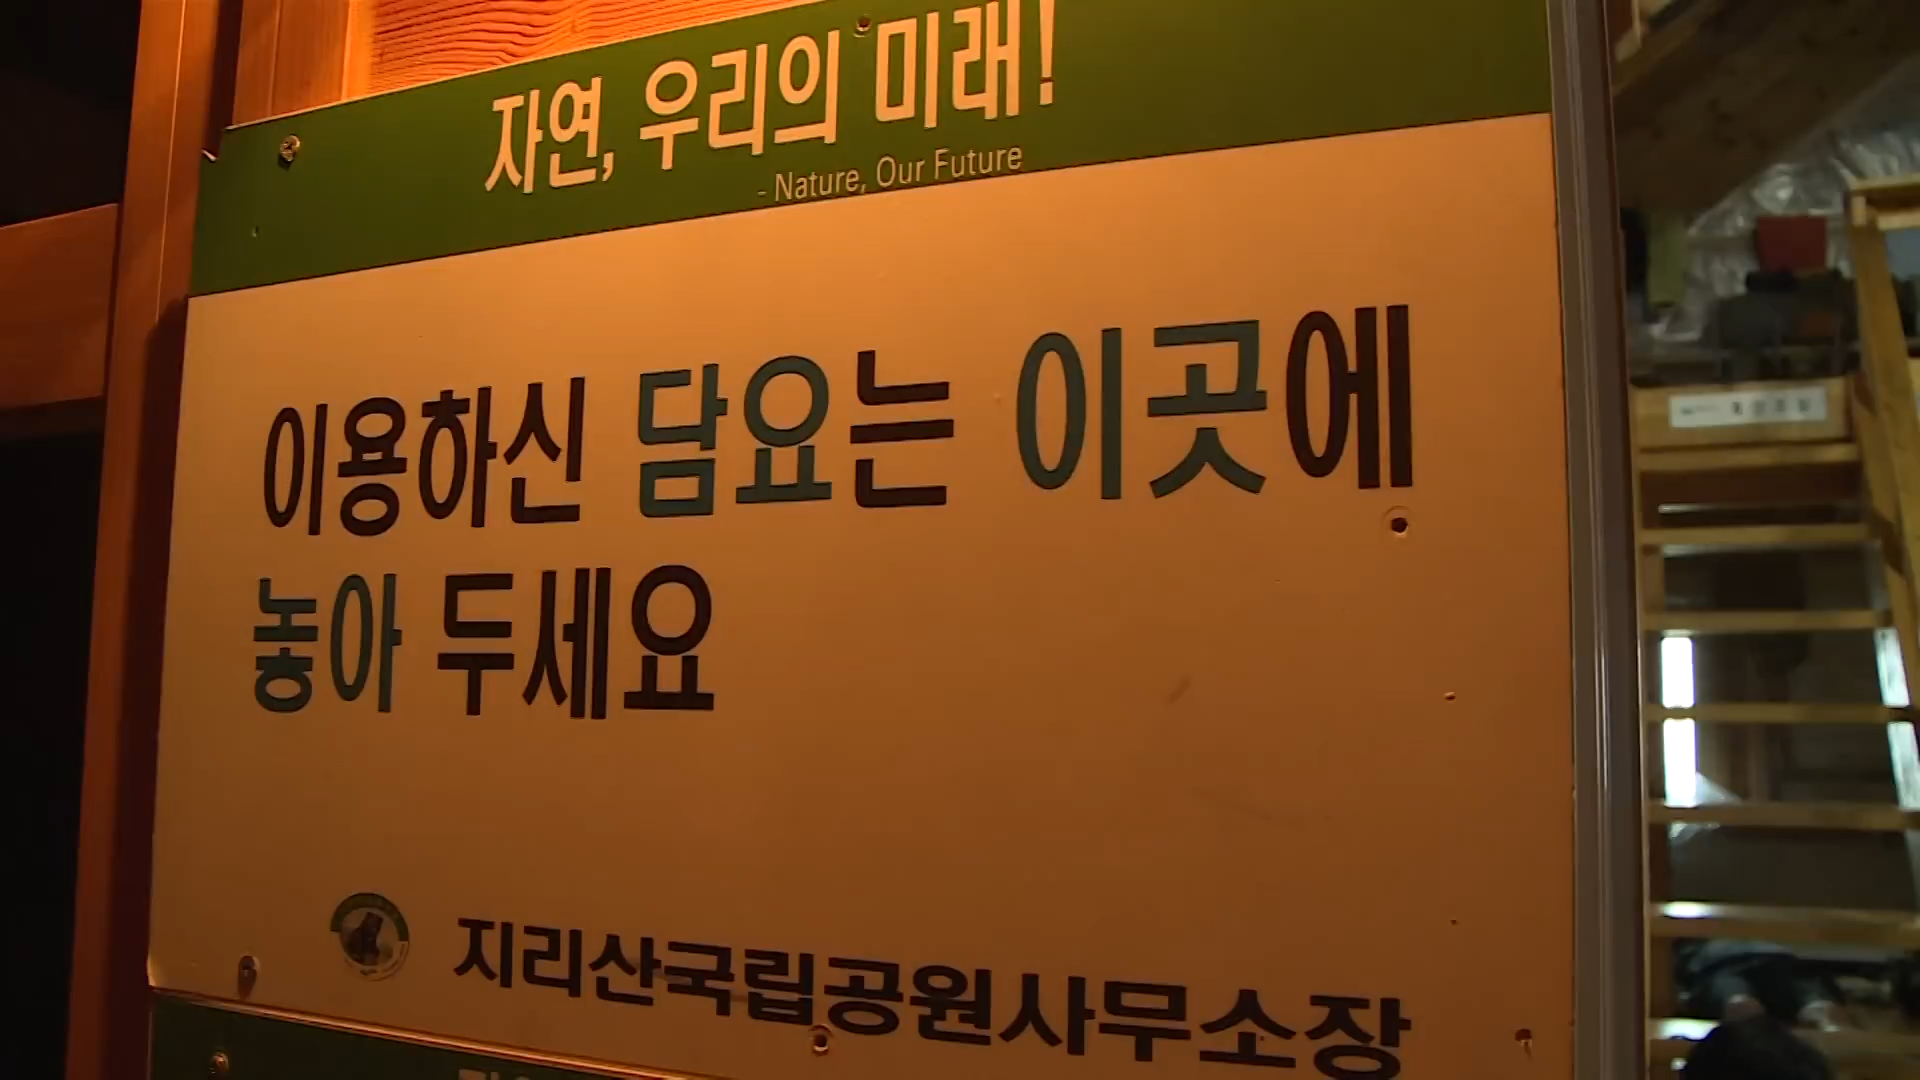 자연, 우리의 미래!
- Nature, Our Future
이용하신 담요는 이곳에
놓아 두세요
지리산국립공원사무소장